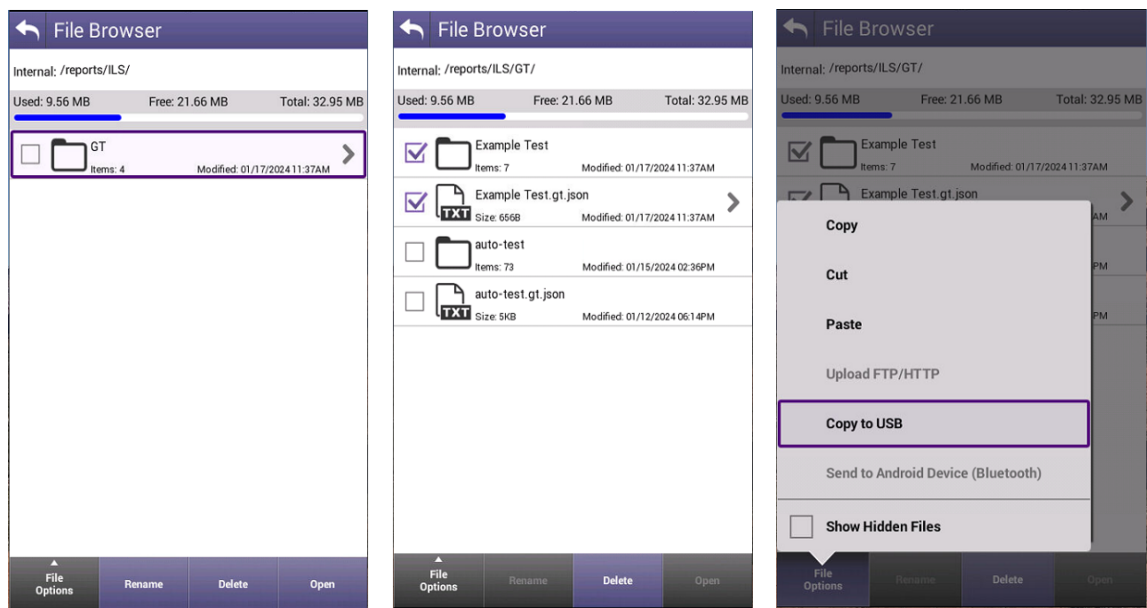 File Browser
Internal: /reports/ILS/
Used: 9.56 MB Free: 21.66 MB Total: 32.95 MB
GT
Items: 4 Modified: 01/17/2024 11:37AM
File Options
Rename
Delete
Open
File Browser
Internal: /reports/ILS/GT/
Used: 9.56 MB Free: 21.66 MB Total: 32.95 MB
Example Test
Items: 7 Modified: 01/17/2024 11:37AM
Example Test.gt.json
TXT Size: 656B Modified: 01/17/2024 11:37AM
auto-test
Items: 73 Modified: 01/15/2024 02:36PM
auto-test.gt.json
TXT Size: 5KB Modified: 01/12/2024 06:14PM
File Options
Rename
Delete
Open
File Browser
Internal: /reports/ILS/GT/
Used: 9.56 MB Free: 21.66 MB Total: 32.95 MB
Example Test
Items: 7 Modified: 01/17/2024 11:37AM
Example Test.gt.json
AM
Copy
Cut
PM
Paste
PM
Upload FTP/HTTP
Copy to USB
Send to Android Device (Bluetooth)
Show Hidden Files
File Options
Rename
Delete
Open